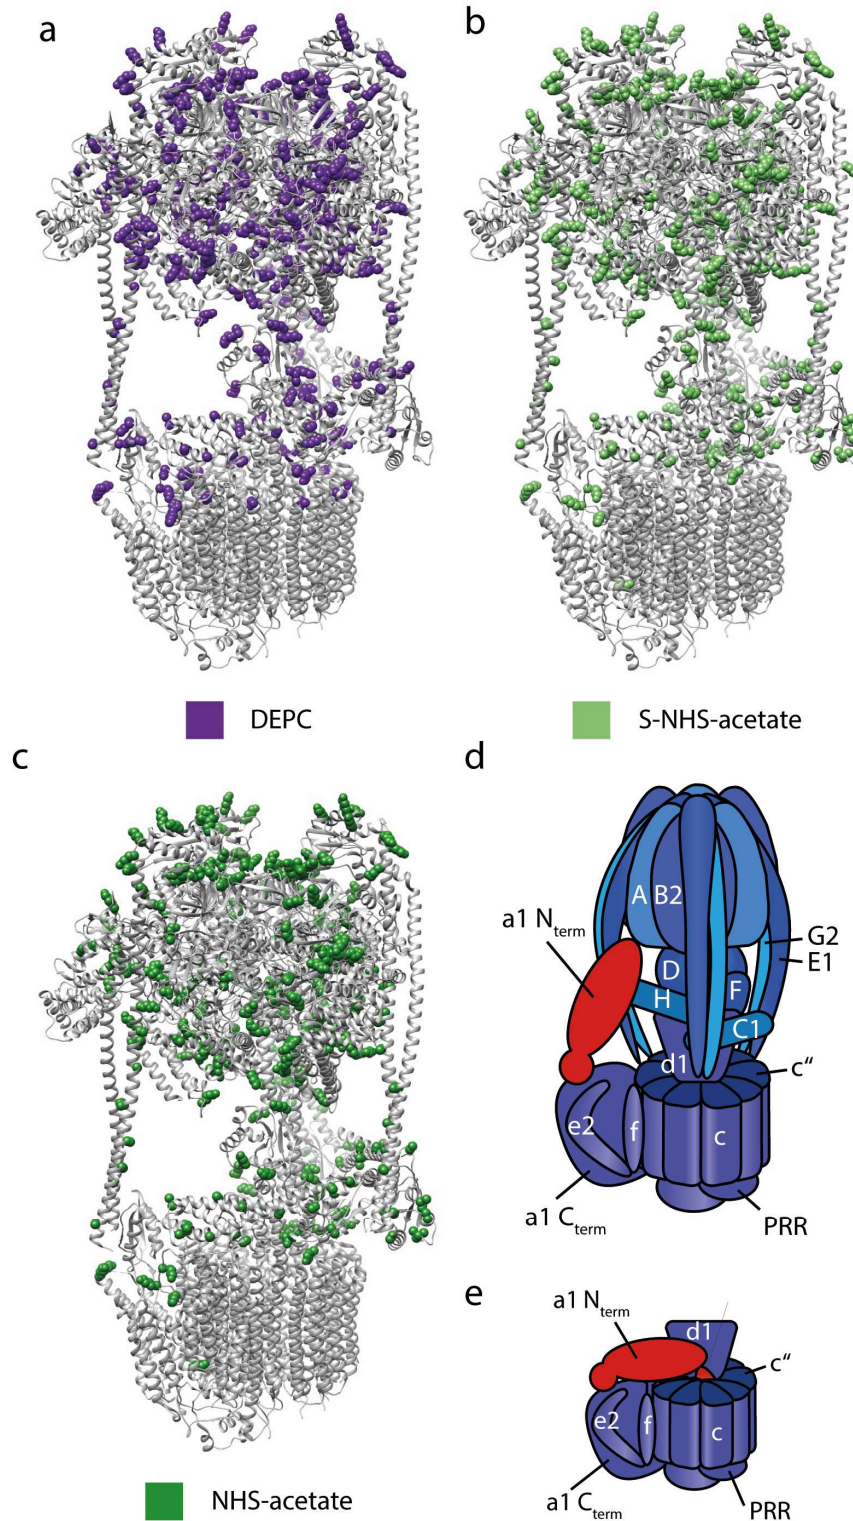 a
b
DEPC
S-NHS-acetate
c
d
A B2
a1 Nterm
G2
E1
D
H
F
C1
d1
c“
e2
f
c
a1 Cterm
PRR
e
a1 Nterm
d1
c“
e2
f
c
a1 Cterm
PRR
NHS-acetate